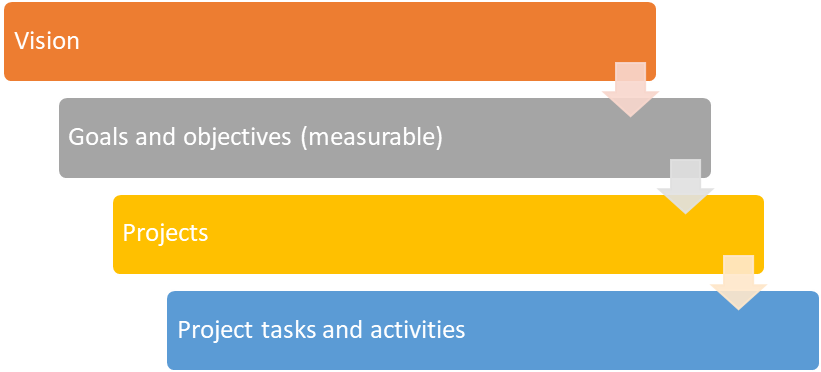 Vision
Goals and objectives (measurable)
Projects
Project tasks and activities